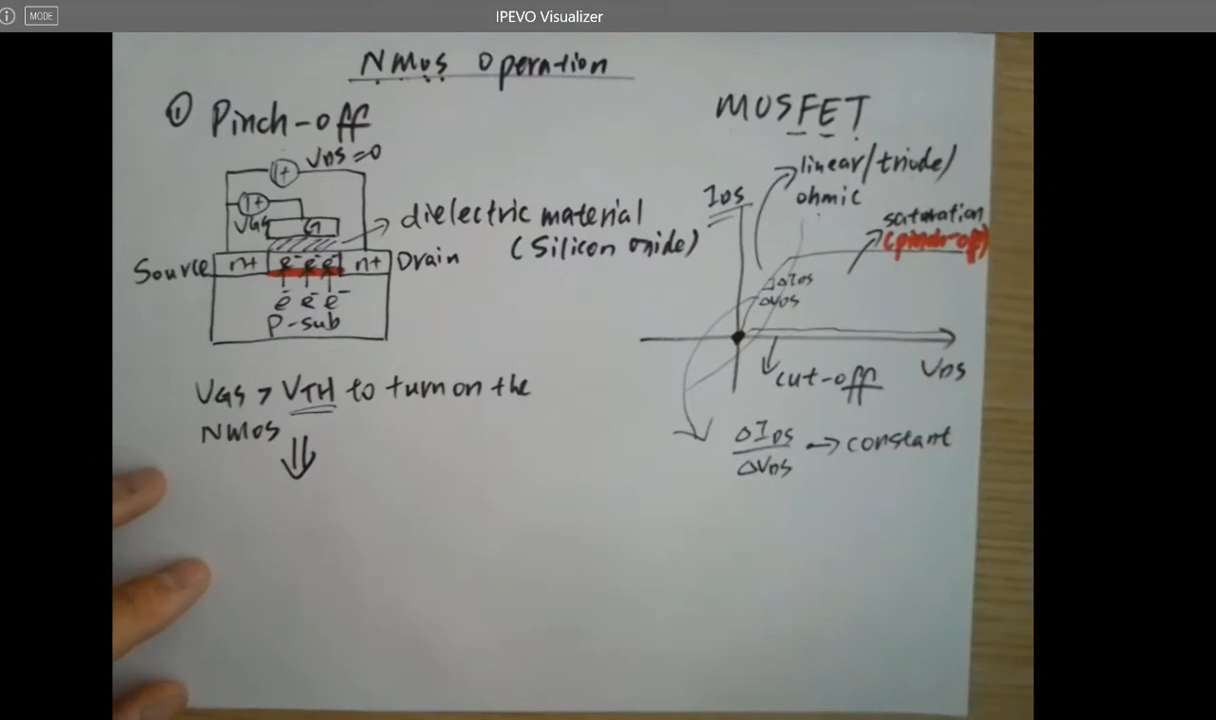 MODE
IPEVO Visualizer
NMOS Operation
① Pinch-off
VDS=0
VGS
G
dielectric material
(Silicon oxide)
Source
n+
e- e- e-
n+
Drain
e- e- e-
P-sub
VGS > VTH to turn on the
NMOS
MOSFET
linear/triode/
ohmic
IDS
saturation
(pinch-off)
ΔIDS
ΔVDS
VDS
cut-off
ΔIDS
ΔVDS
→ constant